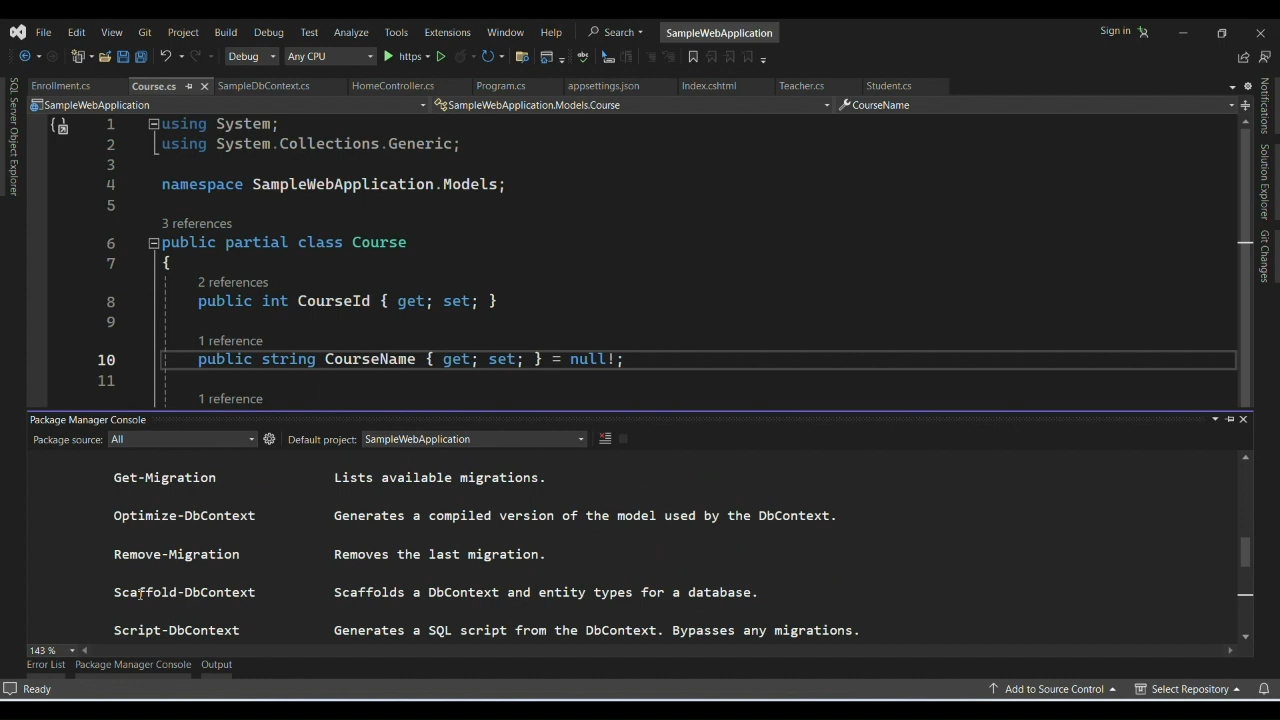 File Edit View Git Project Build Debug Test Analyze Tools Extensions Window Help Search SampleWebApplication Sign in
Debug Any CPU https
Enrollment.cs Course.cs SampleDbContext.cs HomeController.cs Program.cs appsettings.json Index.cshtml Teacher.cs Student.cs
SampleWebApplication SampleWebApplication.Models.Course CourseName
SQL Server Object Explorer
Notifications
Solution Explorer
Git Changes
1 using System;
2 using System.Collections.Generic;
3
4 namespace SampleWebApplication.Models;
5
3 references
6 public partial class Course
7 {
2 references
8 public int CourseId { get; set; }
9
1 reference
10 public string CourseName { get; set; } = null!;
11
1 reference
Package Manager Console
Package source: All Default project: SampleWebApplication
Get-Migration Lists available migrations.
Optimize-DbContext Generates a compiled version of the model used by the DbContext.
Remove-Migration Removes the last migration.
Scaffold-DbContext Scaffolds a DbContext and entity types for a database.
Script-DbContext Generates a SQL script from the DbContext. Bypasses any migrations.
143 %
Error List Package Manager Console Output
Ready Add to Source Control Select Repository